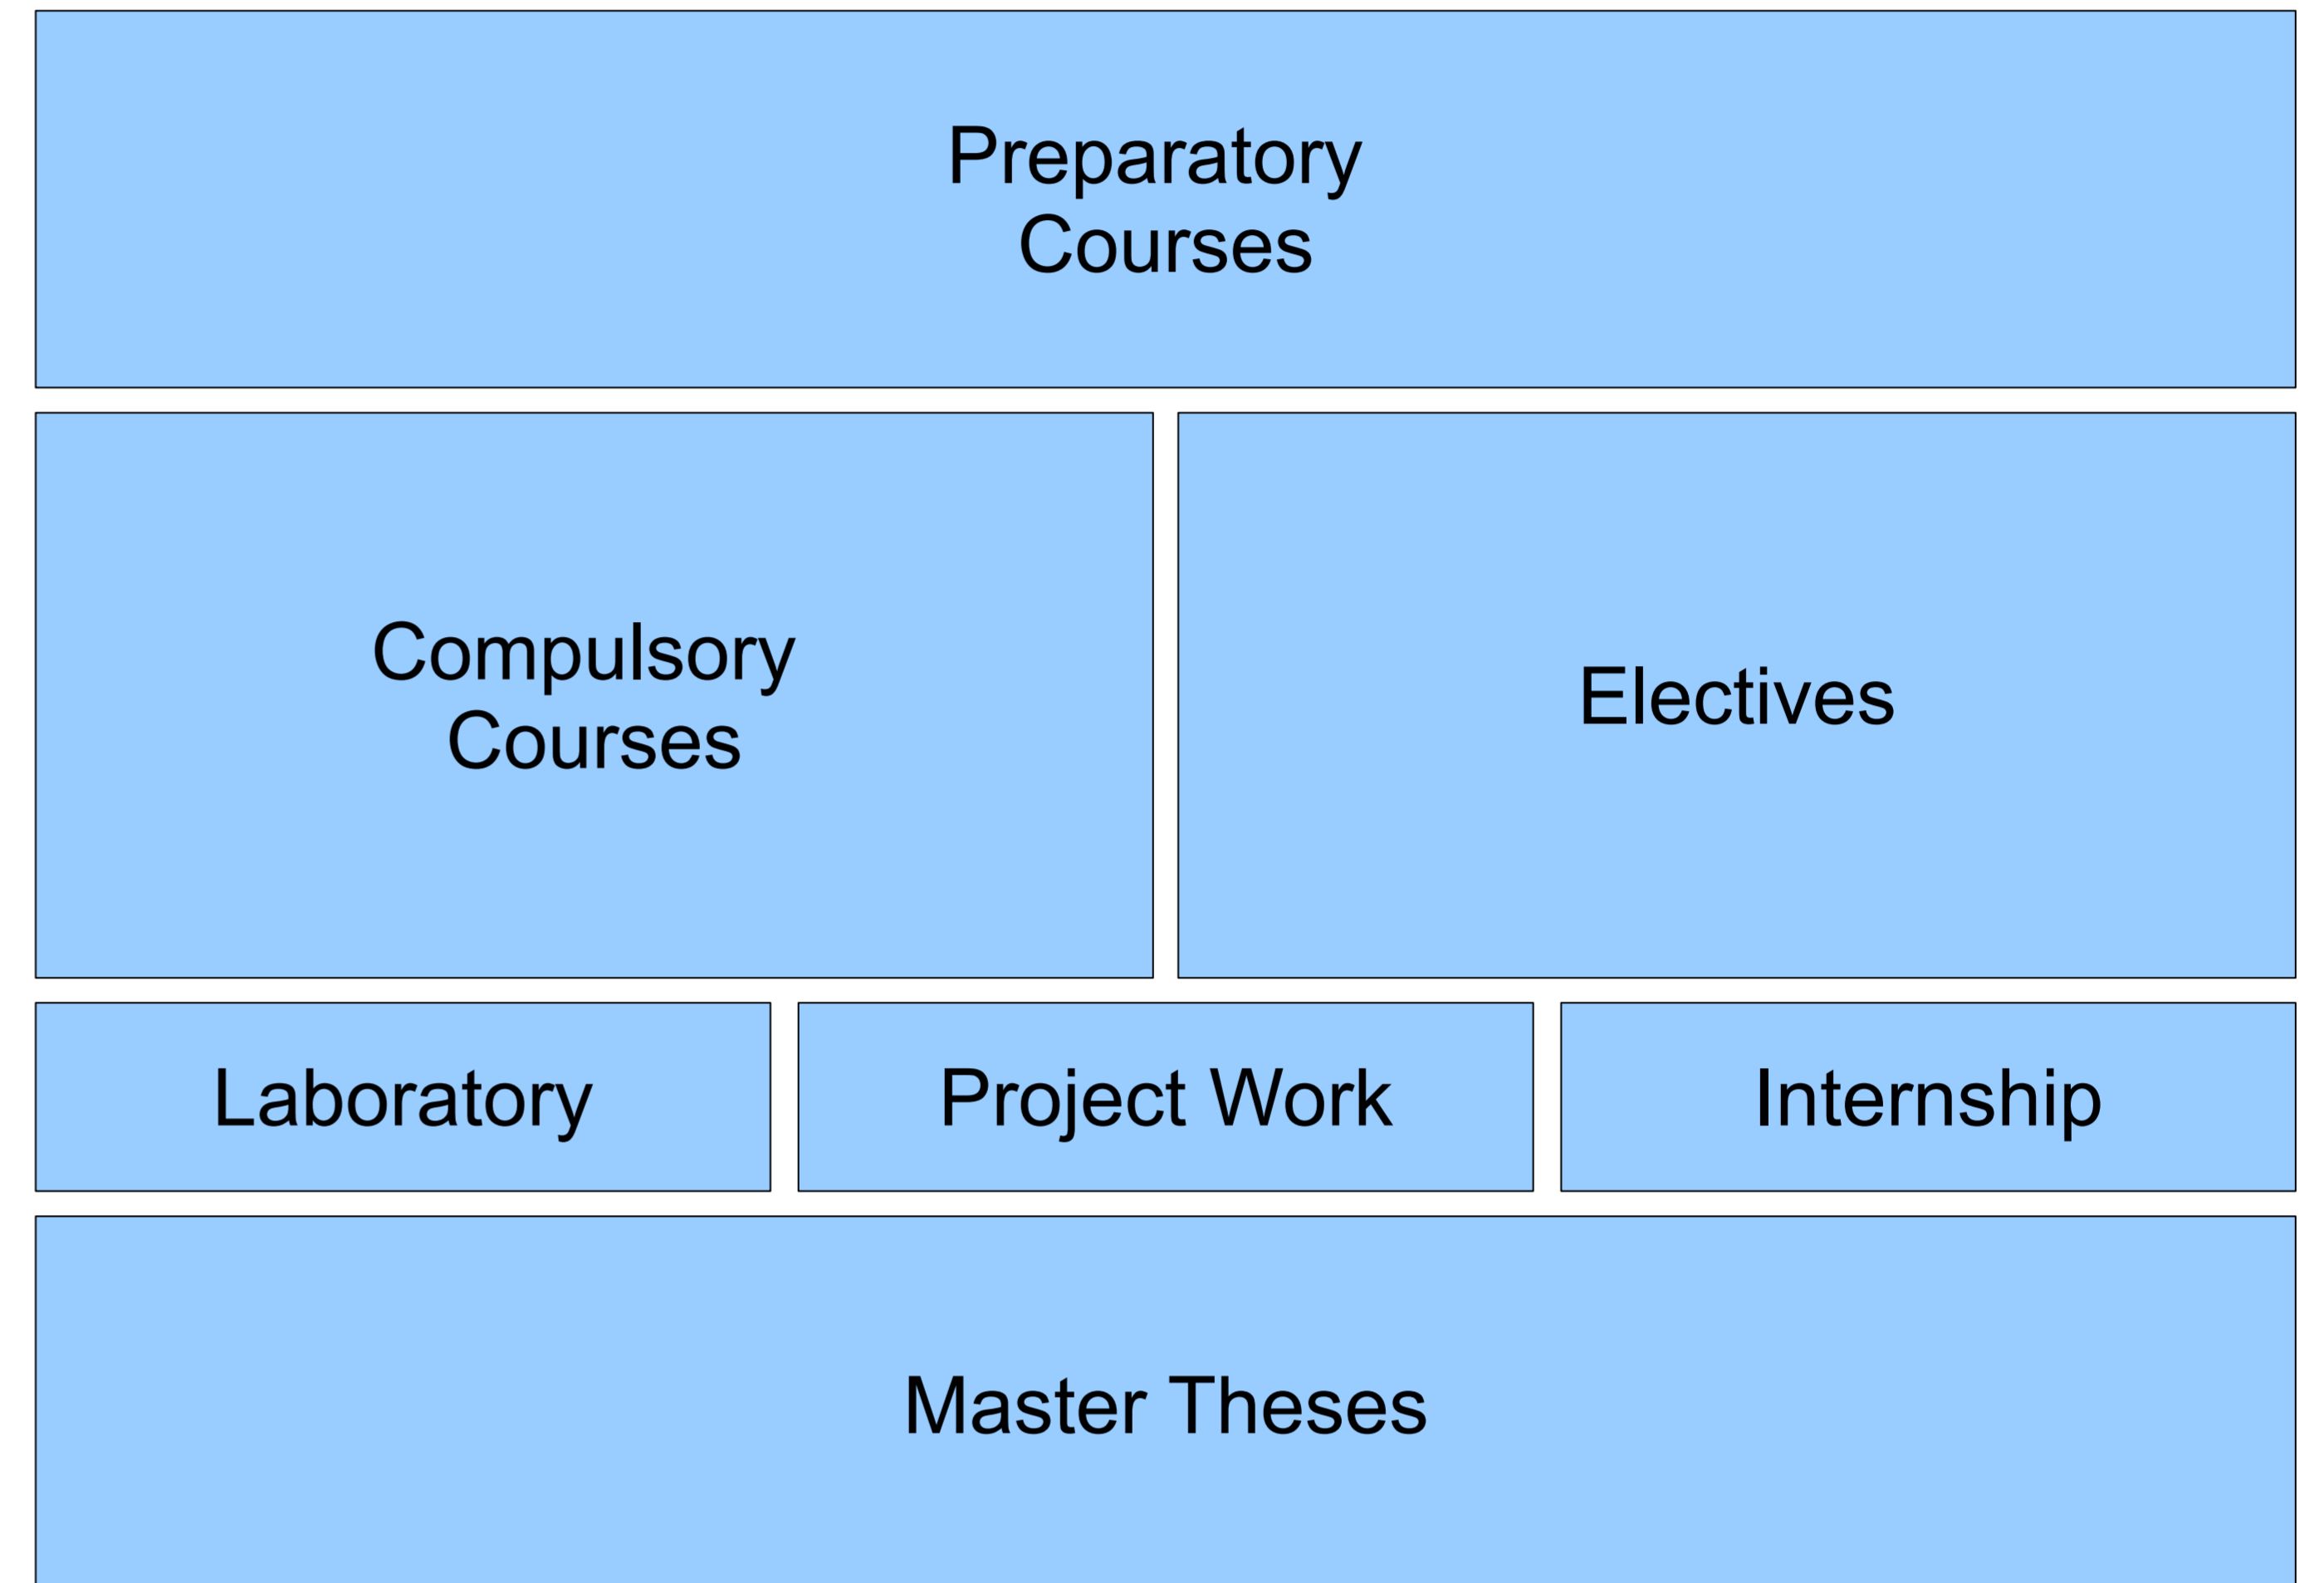 Preparatory
Courses
Compulsory
Courses
Electives
Laboratory
Project Work
Internship
Master Theses